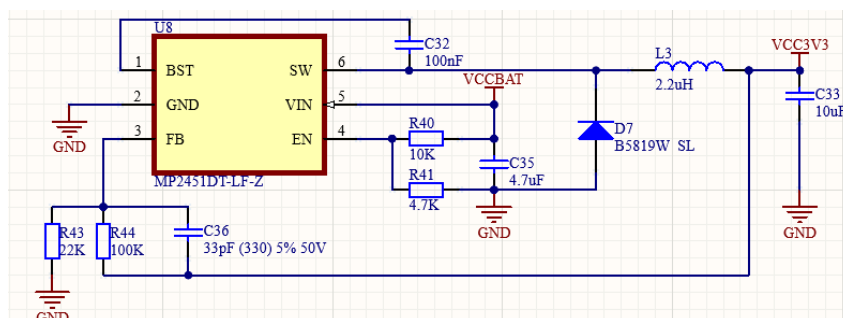 U8
C32
100nF
1
BST
SW
6
2
GND
VIN
5
3
FB
EN
4
MP2451DT-LF-Z
GND
VCCBAT
R40
10K
R41
4.7K
C35
4.7uF
GND
D7
B5819W SL
L3
2.2uH
VCC3V3
C33
10uF
GND
R43
22K
R44
100K
C36
33pF (330) 5% 50V
GND